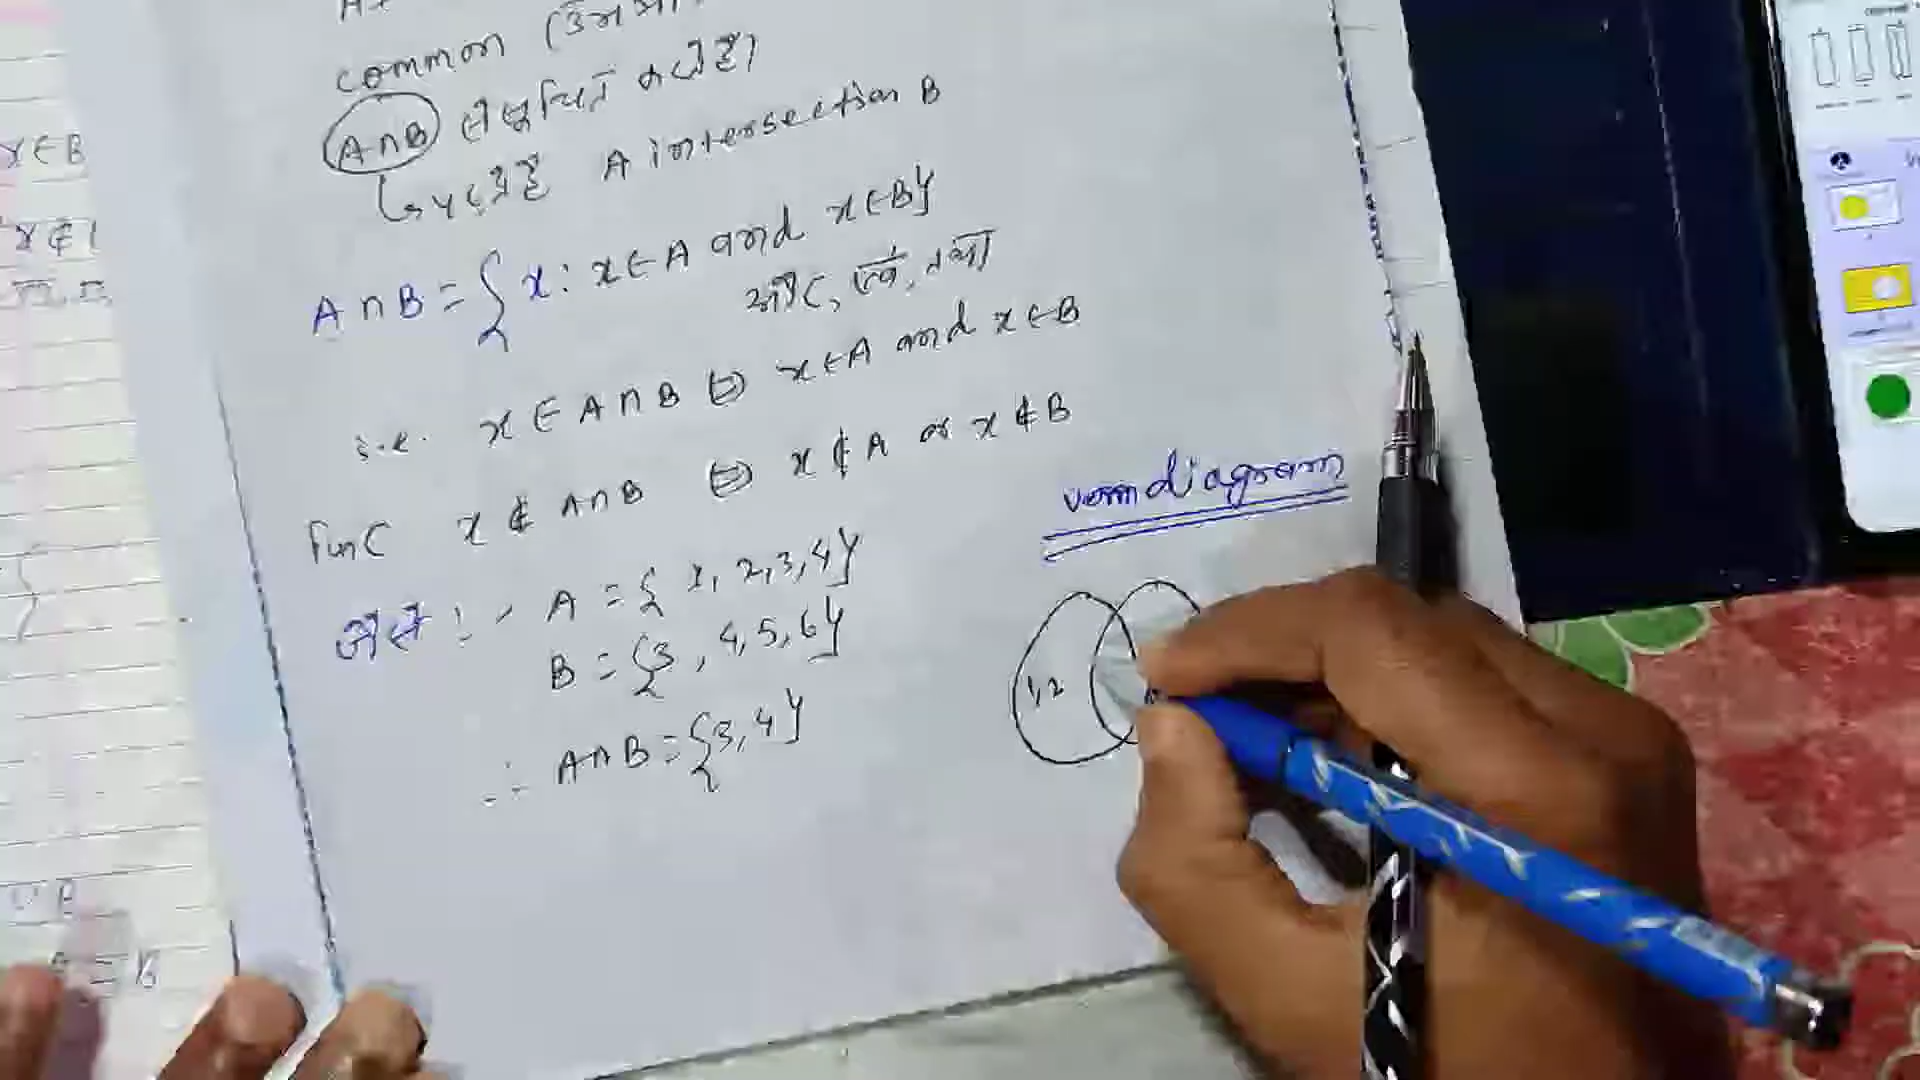 common
A∩B सूचित करते हैं।
A intersection B
A∩B = { x : x∈A and x∈B}
और, एवं, तथा
i.e. x ∈ A∩B ⇔ x∈A and x∈B
x ∉ A∩B ⇔ x∉A or x∉B
venn diagram
जैसे :- A = { 1, 2, 3, 4}
B = {3, 4, 5, 6}
∴ A∩B = {3, 4}
1, 2
x∈B